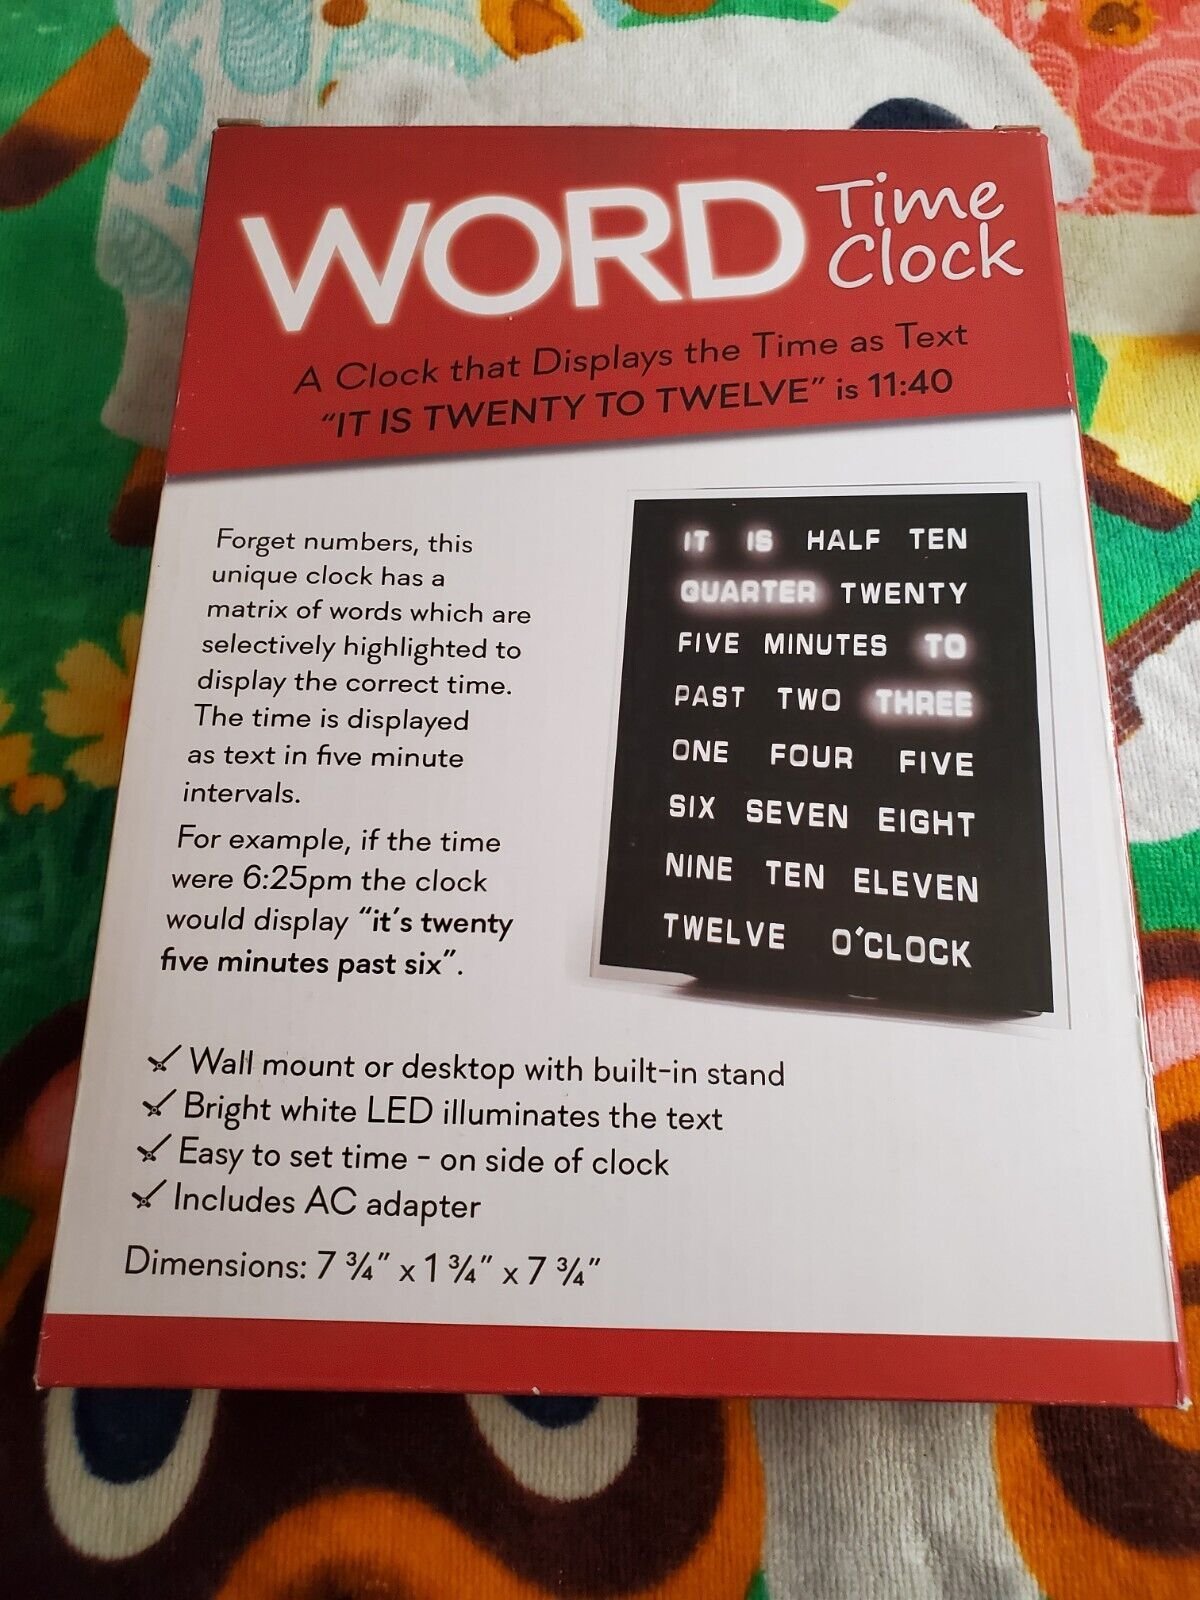 WORD Time
Clock
A Clock that Displays the Time as Text
"IT IS TWENTY TO TWELVE" is 11:40
Forget numbers, this
unique clock has a
matrix of words which are
selectively highlighted to
display the correct time.
The time is displayed
as text in five minute
intervals.
For example, if the time
were 6:25pm the clock
would display "it's twenty
five minutes past six".
IT IS HALF TEN
QUARTER TWENTY
FIVE MINUTES TO
PAST TWO THREE
ONE FOUR FIVE
SIX SEVEN EIGHT
NINE TEN ELEVEN
TWELVE O'CLOCK
Wall mount or desktop with built-in stand
Bright white LED illuminates the text
Easy to set time - on side of clock
Includes AC adapter
Dimensions: 7 ¾" x 1 ¾" x 7 ¾"